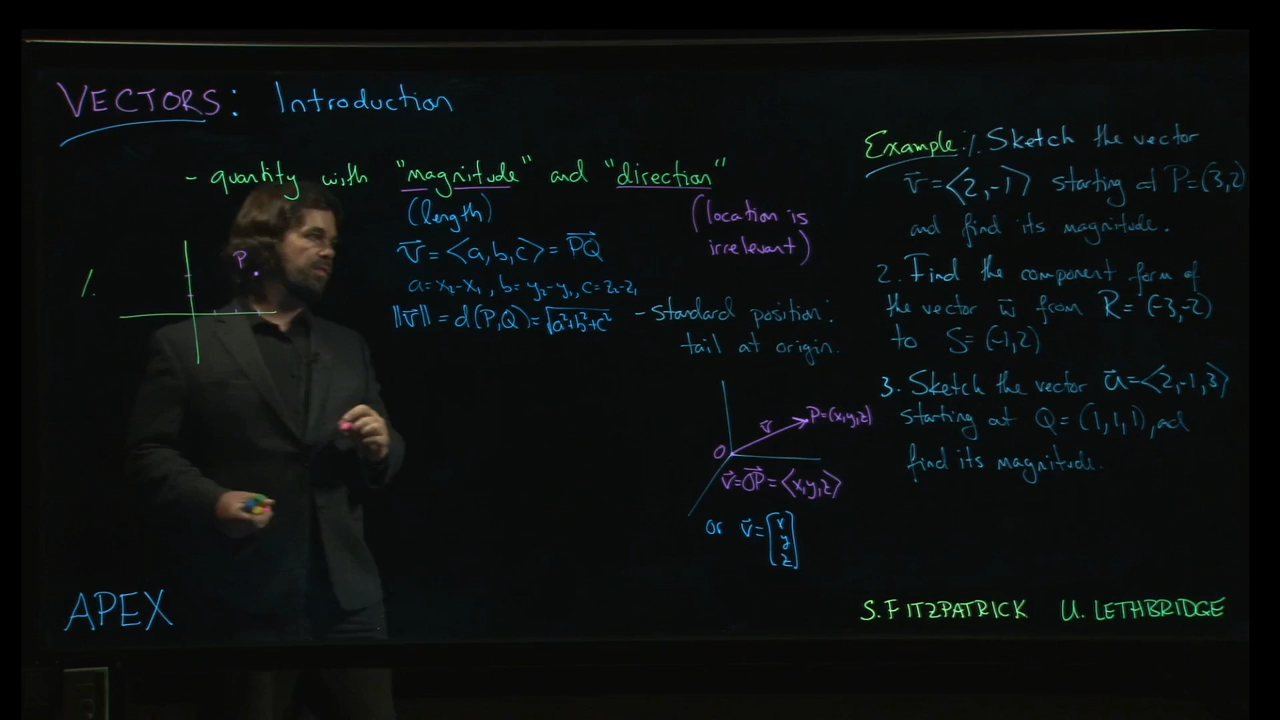 VECTORS: Introduction
- quantity with "magnitude" and "direction"
(length)
(location is
irrelevant)
v⃗ = ⟨a,b,c⟩ = P͞Q⃗
a = x₂-x₁, b = y₂-y₁, c = z₂-z₁
‖v⃗‖ = d(P,Q) = √a²+b²+c²
- Standard position:
tail at origin.
v⃗
P=(x,y,z)
O
v⃗=OP⃗=⟨x,y,z⟩
or v⃗=[x
y
z]
1.
P
Example: 1. Sketch the vector
v⃗ = ⟨2,-1⟩ starting at P=(3,2)
and find its magnitude.
2. Find the component form of
the vector w⃗ from R = (-3,-2)
to S=(-1,2)
3. Sketch the vector u⃗=⟨2,-1,3⟩
starting at Q = (1,1,1), ad
find its magnitude.
APEX
S. FITZPATRICK U. LETHBRIDGE